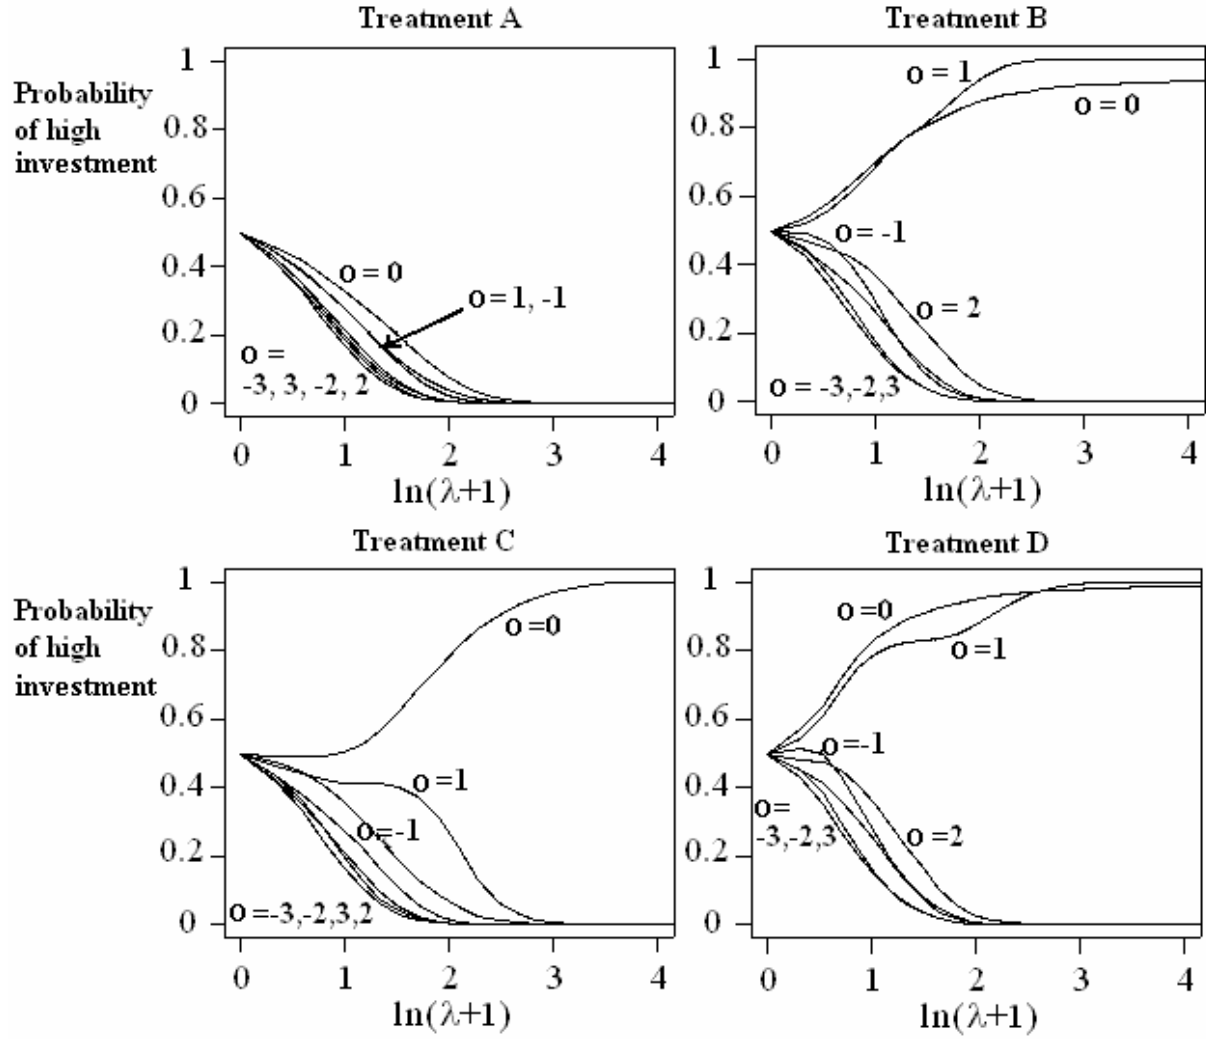 Treatment A
Probability
of high
investment
1
0.8
0.6
0.4
0.2
0
o = 0
o = 1, -1
o =
-3, 3, -2, 2
0 1 2 3 4
ln(λ+1)
Treatment B
1
0.8
0.6
0.4
0.2
0
o = 1
o = 0
o = -1
o = 2
o = -3,-2,3
0 1 2 3 4
ln(λ+1)
Treatment C
Probability
of high
investment
1
0.8
0.6
0.4
0.2
0
o =0
o =1
o =-1
o =-3,-2,3,2
0 1 2 3 4
ln(λ+1)
Treatment D
1
0.8
0.6
0.4
0.2
0
o =0
o =1
o =-1
o =
-3,-2,3
o =2
0 1 2 3 4
ln(λ+1)